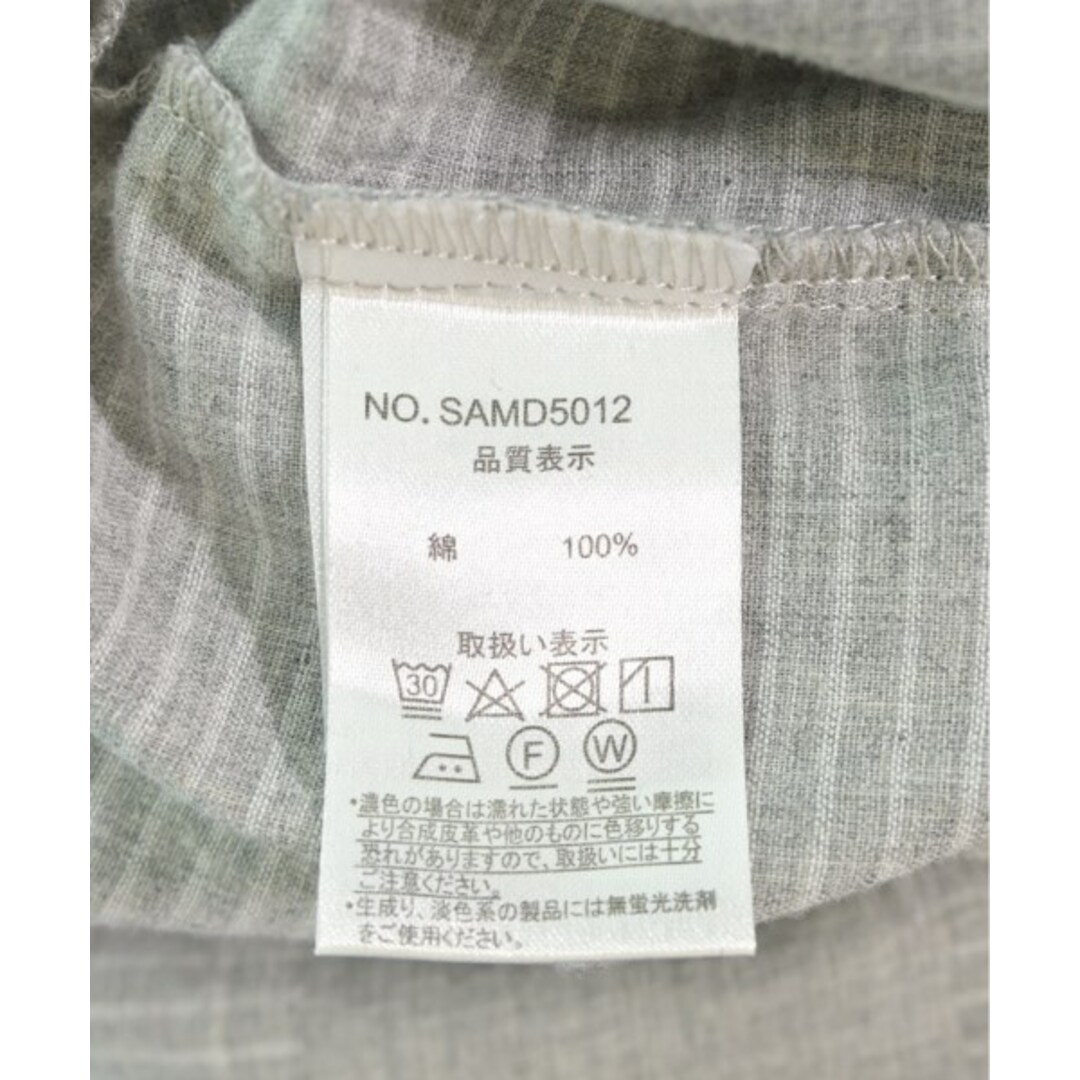 NO. SAMD5012
品質表示
綿 100%
取扱い表示
30
F W
・濃色の場合は濡れた状態や強い摩擦に
より合成皮革や他のものに色移りする
恐れがありますので、取扱いには十分
ご注意ください。
・生成り、淡色系の製品には無蛍光洗剤
をご使用ください。